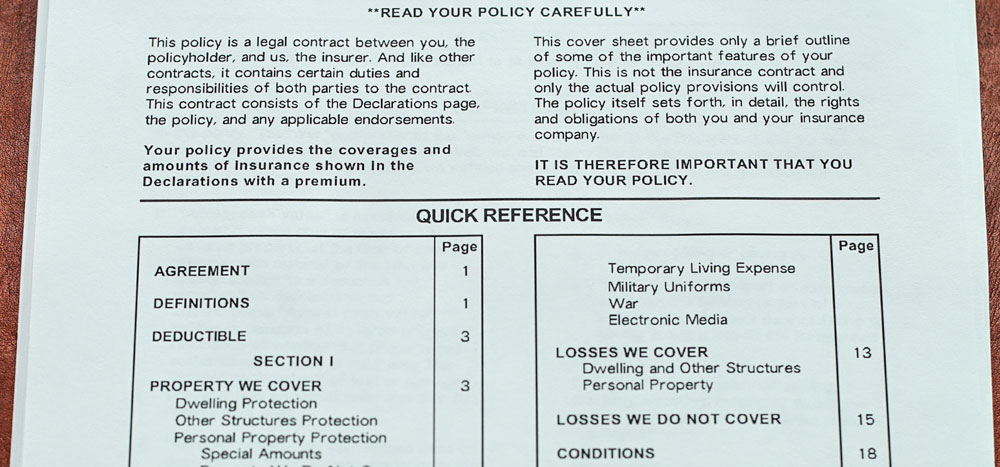 **READ YOUR POLICY CAREFULLY**
This policy is a legal contract between you, the
policyholder, and us, the insurer. And like other
contracts, it contains certain duties and
responsibilities of both parties to the contract.
This contract consists of the Declarations page,
the policy, and any applicable endorsements.
Your policy provides the coverages and
amounts of Insurance shown in the
Declarations with a premium.
This cover sheet provides only a brief outline
of some of the important features of your
policy. This is not the insurance contract and
only the actual policy provisions will control.
The policy itself sets forth, in detail, the rights
and obligations of both you and your insurance
company.
IT IS THEREFORE IMPORTANT THAT YOU
READ YOUR POLICY.
QUICK REFERENCE
Page
AGREEMENT 1
DEFINITIONS 1
DEDUCTIBLE 3
SECTION I
PROPERTY WE COVER 3
Dwelling Protection
Other Structures Protection
Personal Property Protection
Special Amounts
Page
Temporary Living Expense
Military Uniforms
War
Electronic Media
LOSSES WE COVER 13
Dwelling and Other Structures
Personal Property
LOSSES WE DO NOT COVER 15
CONDITIONS 18